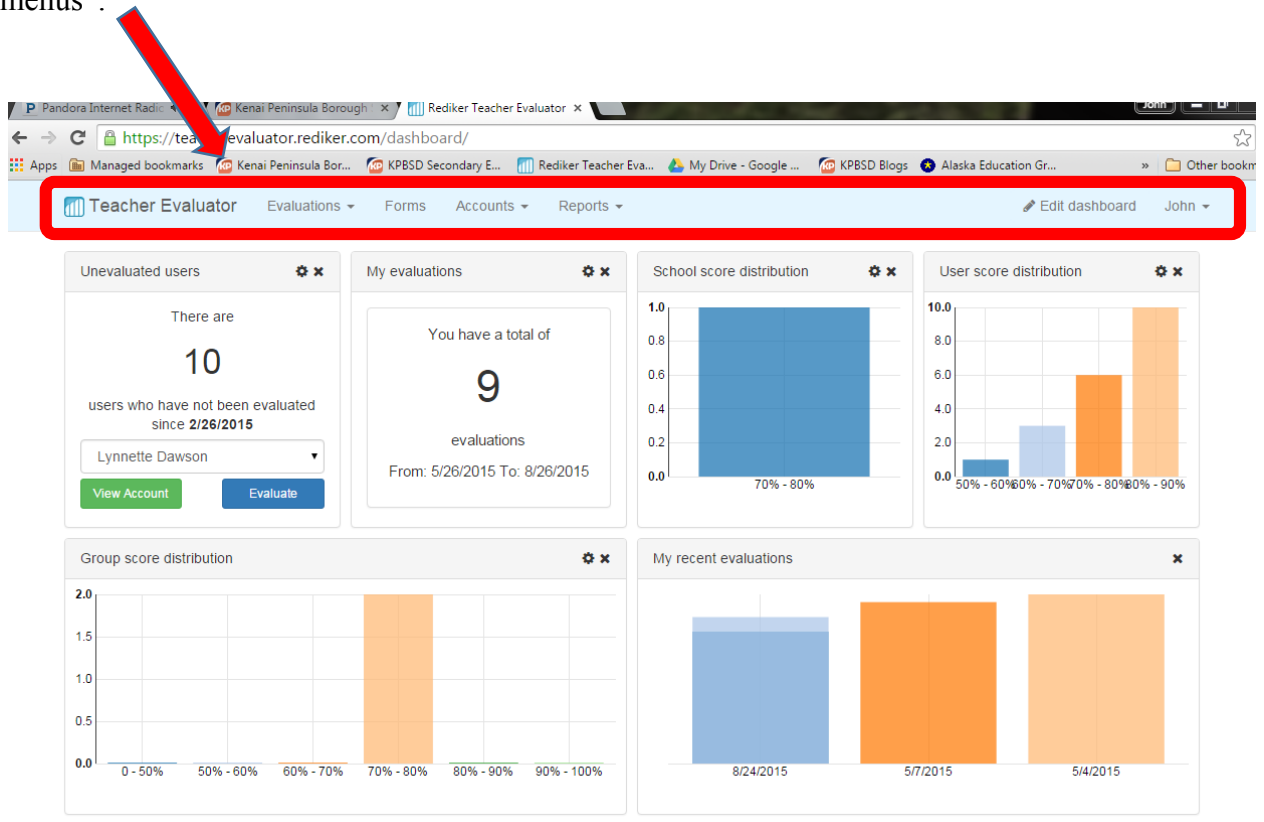 menus".
Pandora Internet Radio Kenai Peninsula Borough Rediker Teacher Evaluator John
https://tea evaluator.rediker.com/dashboard/
Apps Managed bookmarks Kenai Peninsula Bor... KPBSD Secondary E... Rediker Teacher Eva... My Drive - Google ... KPBSD Blogs Alaska Education Gr... » Other bookm
Teacher Evaluator Evaluations Forms Accounts Reports Edit dashboard John
Unevaluated users
There are
10
users who have not been evaluated
since 2/26/2015
Lynnette Dawson
View Account Evaluate
My evaluations
You have a total of
9
evaluations
From: 5/26/2015 To: 8/26/2015
School score distribution
1.0
0.8
0.6
0.4
0.2
0.0
70% - 80%
User score distribution
10.0
8.0
6.0
4.0
2.0
0.0
50% - 60% 60% - 70% 70% - 80% 80% - 90%
Group score distribution
2.0
1.5
1.0
0.5
0.0
0 - 50% 50% - 60% 60% - 70% 70% - 80% 80% - 90% 90% - 100%
My recent evaluations
8/24/2015 5/7/2015 5/4/2015